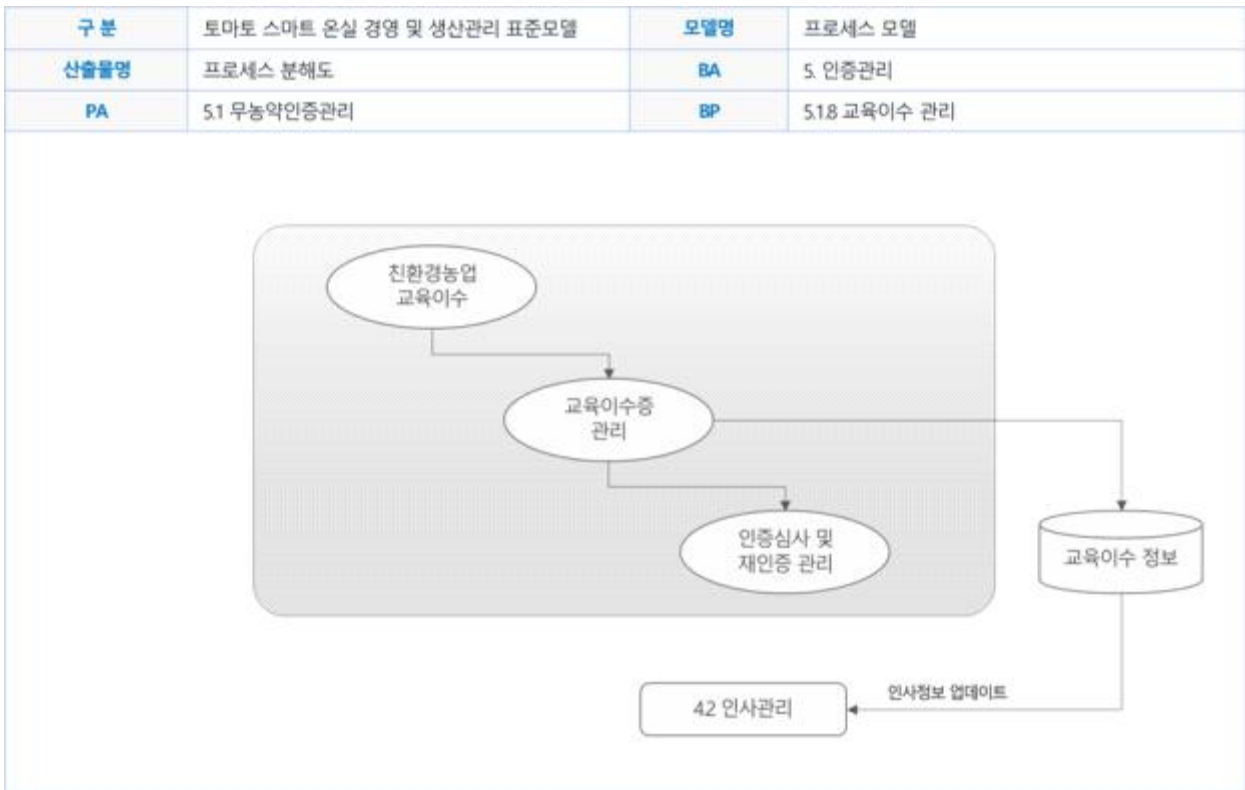 구 분 토마토 스마트 온실 경영 및 생산관리 표준모델 모델명 프로세스 모델
산출물명 프로세스 분해도 BA 5. 인증관리
PA 5.1 무농약인증관리 BP 5.1.8 교육이수 관리
친환경농업
교육이수
교육이수증
관리
인증심사 및
재인증 관리
교육이수 정보
인사정보 업데이트
4.2 인사관리